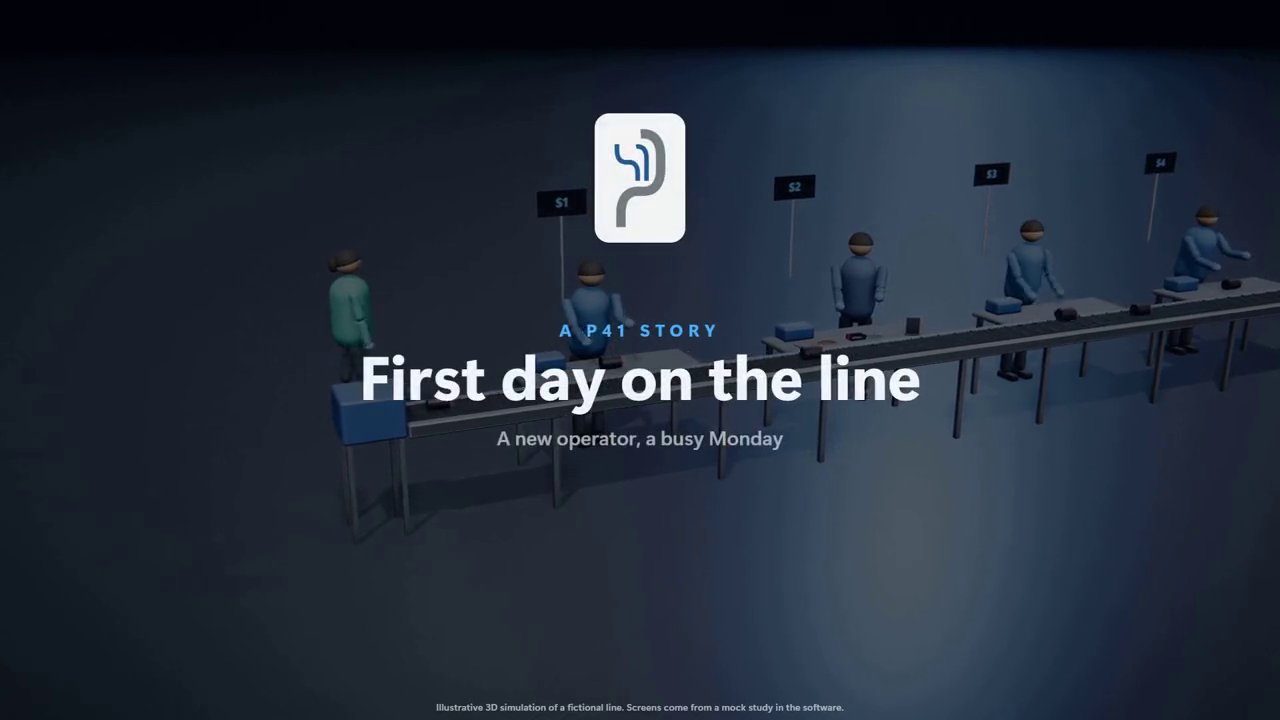 S4
S3
S2
S1
A P41 STORY
First day on the line
A new operator, a busy Monday
Illustrative 3D simulation of a fictional line. Screens come from a mock study in the software.